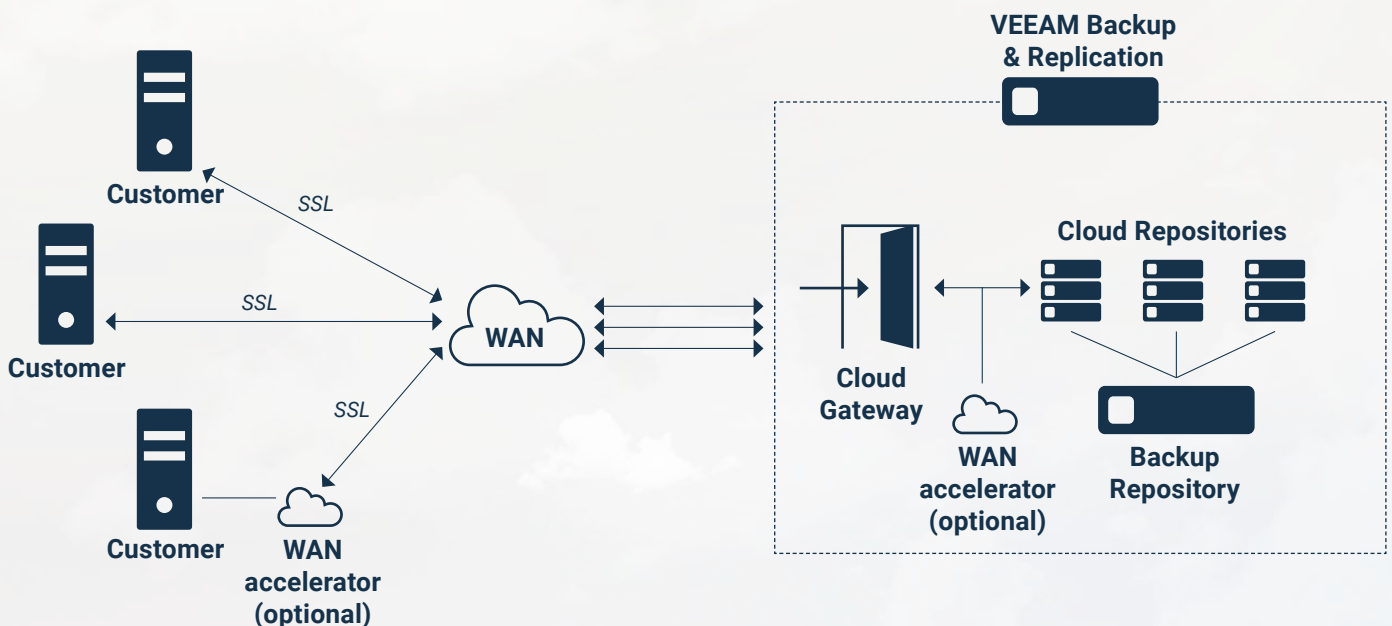 VEEAM Backup
& Replication
Customer
SSL
Cloud Repositories
SSL
WAN
Customer
Cloud
Gateway
SSL
WAN
accelerator
(optional)
Backup
Repository
Customer
WAN
accelerator
(optional)